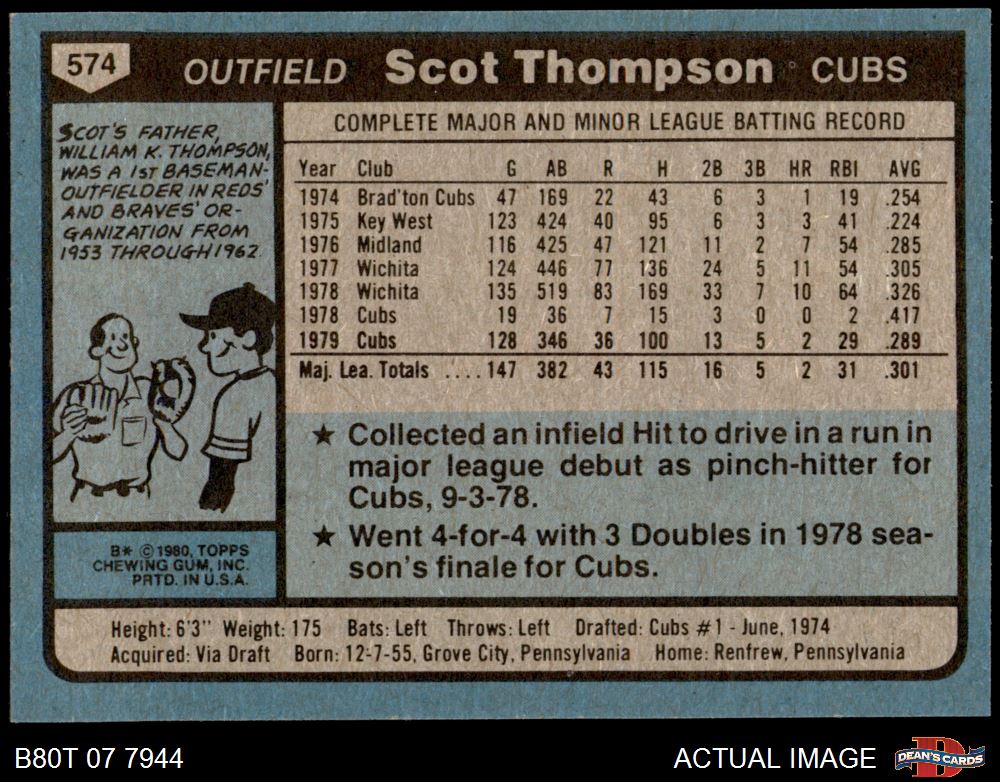 574 OUTFIELD Scot Thompson CUBS
SCOT'S FATHER,
WILLIAM K. THOMPSON,
WAS A 1ST BASEMAN-
OUTFIELDER IN REDS'
AND BRAVES' OR-
GANIZATION FROM
1953 THROUGH 1962
B* © 1980, TOPPS
CHEWING GUM, INC.
PRTD. IN U.S.A.
COMPLETE MAJOR AND MINOR LEAGUE BATTING RECORD
Year Club G AB R H 2B 3B HR RBI AVG
1974 Brad'ton Cubs 47 169 22 43 6 3 1 19 .254
1975 Key West 123 424 40 95 6 3 3 41 .224
1976 Midland 116 425 47 121 11 2 7 54 .285
1977 Wichita 124 446 77 136 24 5 11 54 .305
1978 Wichita 135 519 83 169 33 7 10 64 .326
1978 Cubs 19 36 7 15 3 0 0 2 .417
1979 Cubs 128 346 36 100 13 5 2 29 .289
Maj. Lea. Totals .... 147 382 43 115 16 5 2 31 .301
★ Collected an infield Hit to drive in a run in
major league debut as pinch-hitter for
Cubs, 9-3-78.
★ Went 4-for-4 with 3 Doubles in 1978 sea-
son's finale for Cubs.
Height: 6'3" Weight: 175 Bats: Left Throws: Left Drafted: Cubs #1 - June, 1974
Acquired: Via Draft Born: 12-7-55, Grove City, Pennsylvania Home: Renfrew, Pennsylvania
B80T 07 7944 ACTUAL IMAGE D DEAN'S CARDS